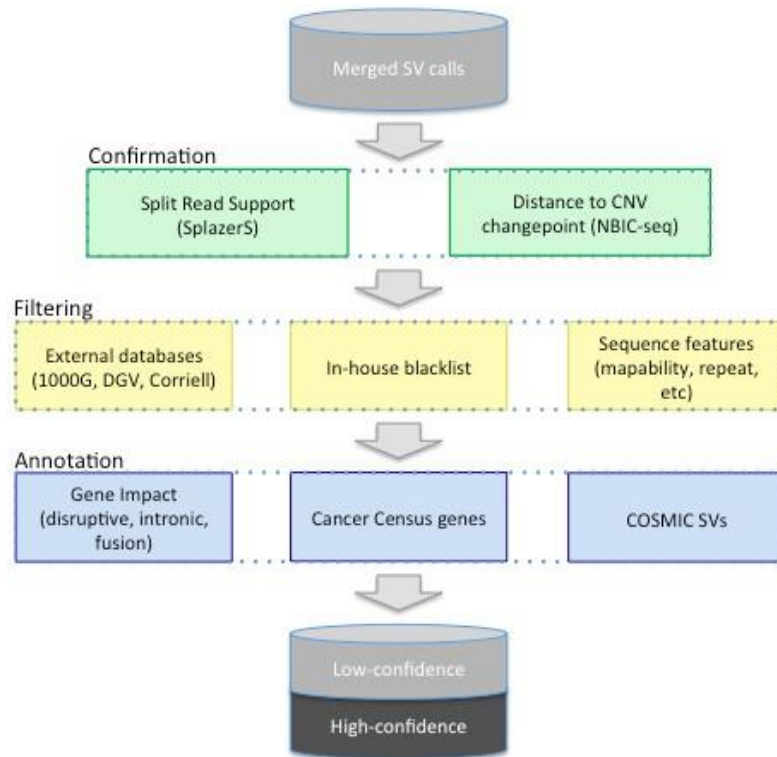 Merged SV calls
Confirmation
Split Read Support
(SplazerS)
Distance to CNV
changepoint (NBIC-seq)
Filtering
External databases
(1000G, DGV, Corriell)
In-house blacklist
Sequence features
(mapability, repeat,
etc)
Annotation
Gene Impact
(disruptive, intronic,
fusion)
Cancer Census genes
COSMIC SVs
Low-confidence
High-confidence